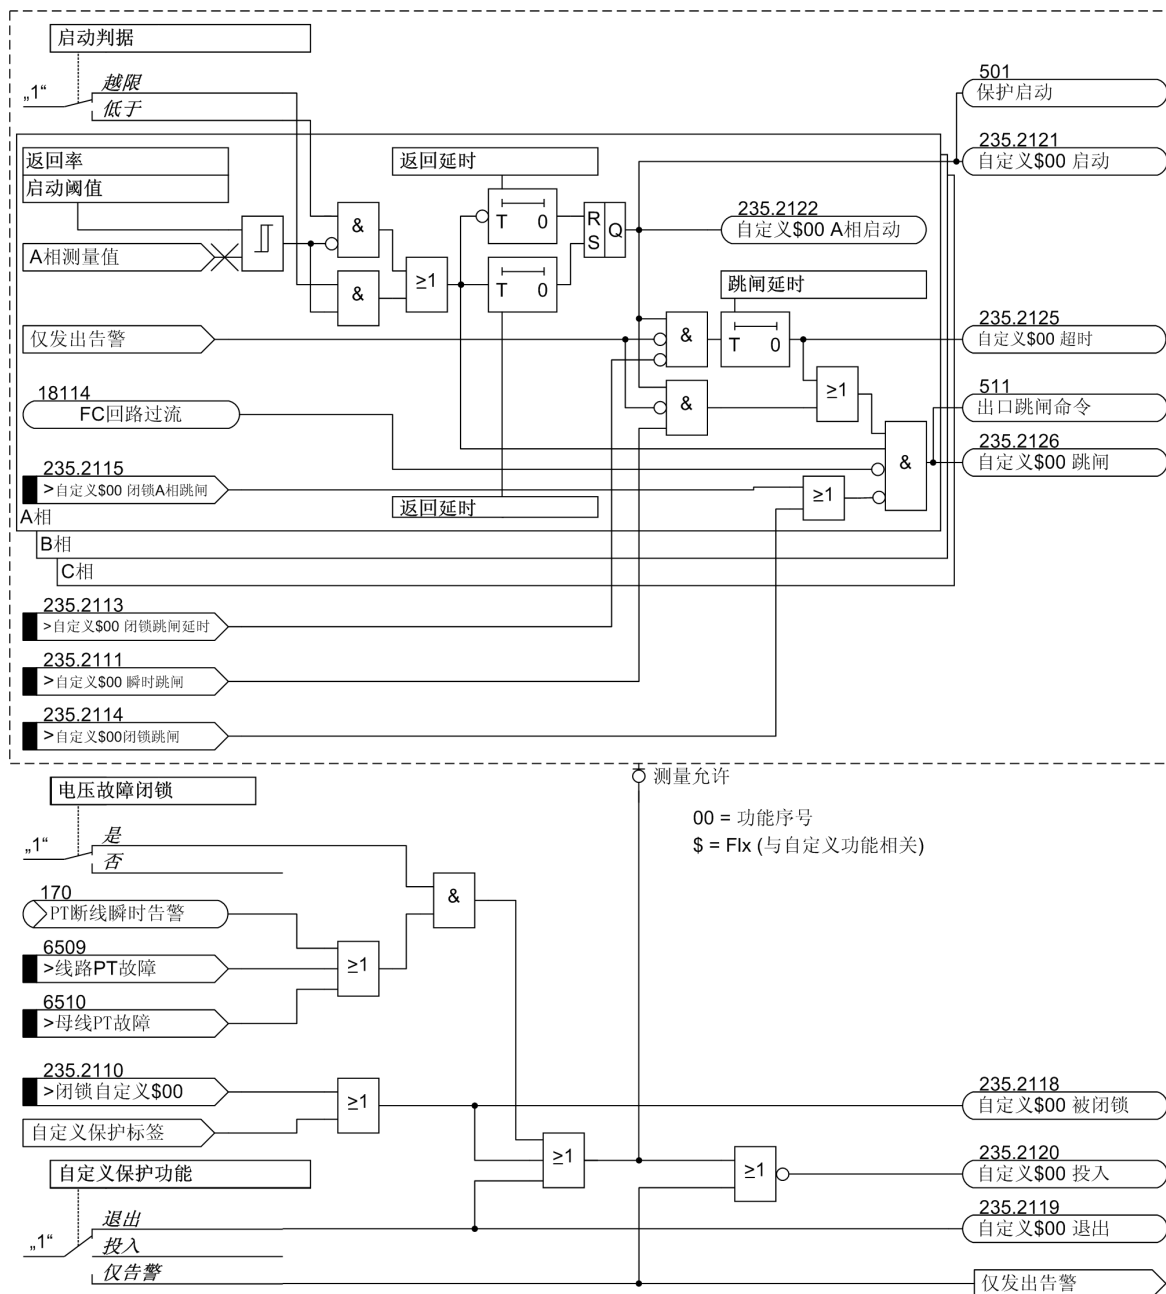 启动判据
„1“
越限
低于
501
保护启动
235.2121
自定义$00 启动
返回率
启动阈值
返回延时
T 0
R
S
Q
235.2122
自定义$00 A相启动
&
A相测量值
≥1
T 0
&
跳闸延时
仅发出告警
&
T 0
235.2125
自定义$00 超时
18114
FC回路过流
&
≥1
511
出口跳闸命令
235.2115
>自定义$00 闭锁A相跳闸
&
235.2126
自定义$00 跳闸
≥1
返回延时
A相
B相
C相
235.2113
>自定义$00 闭锁跳闸延时
235.2111
>自定义$00 瞬时跳闸
235.2114
>自定义$00闭锁跳闸
测量允许
电压故障闭锁
00 = 功能序号
$ = Flx (与自定义功能相关)
„1“
是
否
170
PT断线瞬时告警
&
6509
>线路PT故障
≥1
6510
>母线PT故障
235.2110
>闭锁自定义$00
≥1
235.2118
自定义$00 被闭锁
自定义保护标签
≥1
≥1
235.2120
自定义$00 投入
自定义保护功能
235.2119
自定义$00 退出
„1“
退出
投入
仅告警
仅发出告警